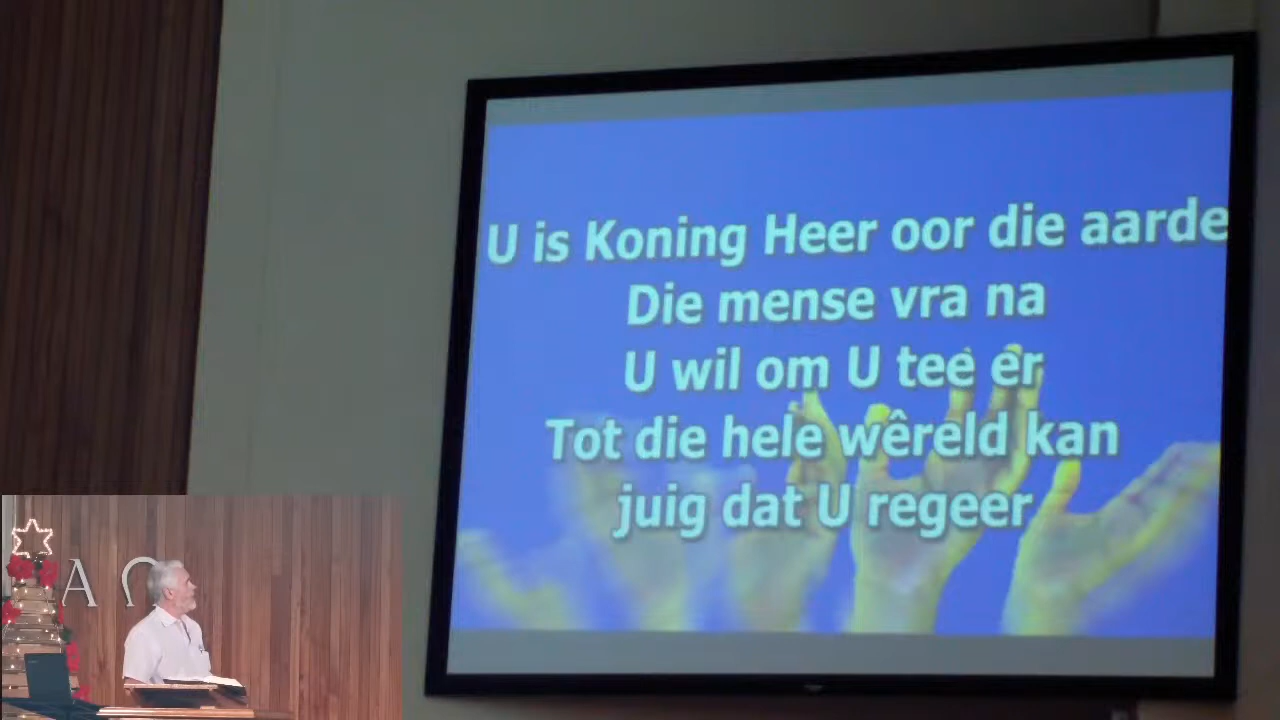 U is Koning Heer oor die aarde
Die mense vra na
U wil om U teë er
Tot die hele wêreld kan
juig dat U regeer
Α Ω